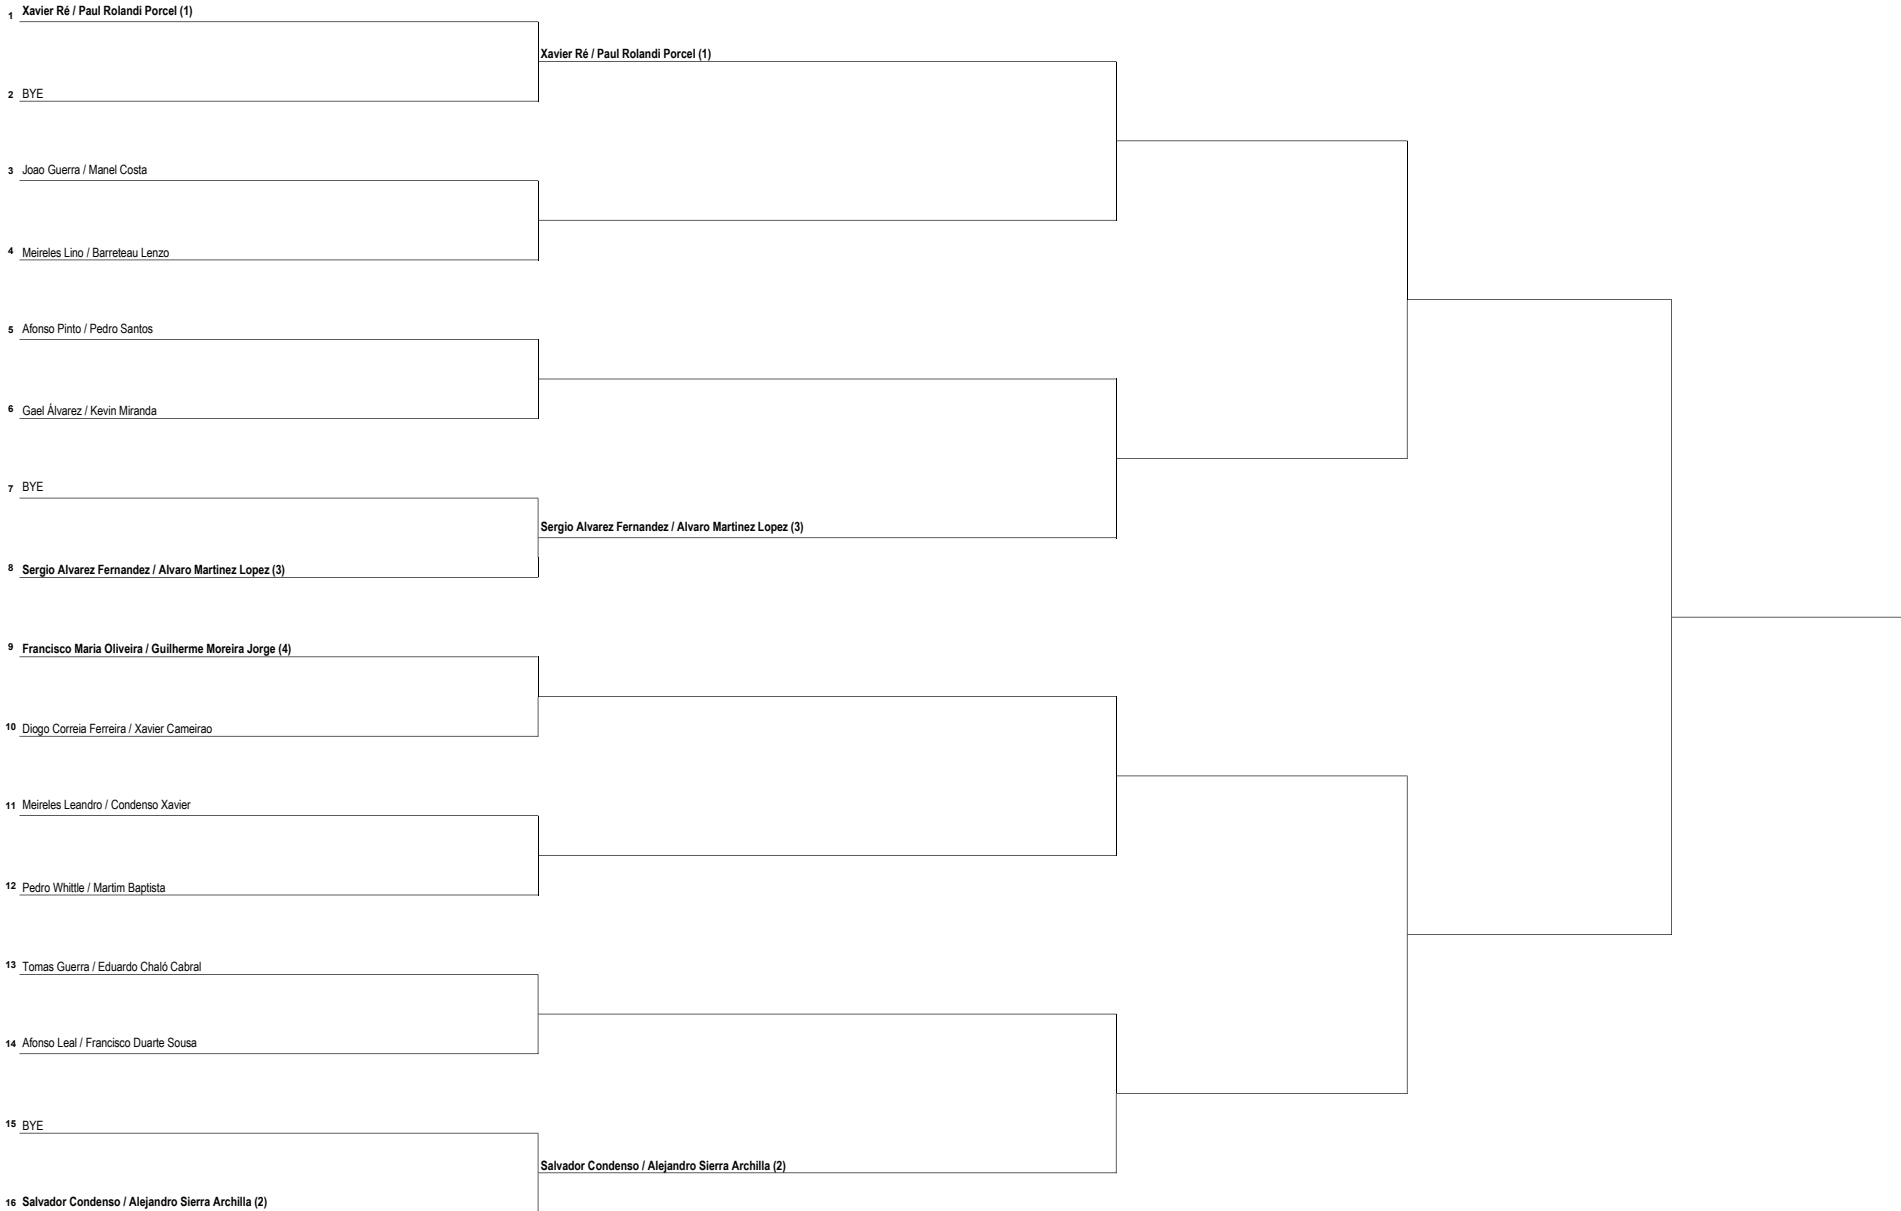 1 Xavier Ré / Paul Rolandi Porcel (1)
Xavier Ré / Paul Rolandi Porcel (1)
2 BYE
3 Joao Guerra / Manel Costa
4 Meireles Lino / Barreteau Lenzo
5 Afonso Pinto / Pedro Santos
6 Gael Álvarez / Kevin Miranda
7 BYE
Sergio Alvarez Fernandez / Alvaro Martinez Lopez (3)
8 Sergio Alvarez Fernandez / Alvaro Martinez Lopez (3)
9 Francisco Maria Oliveira / Guilherme Moreira Jorge (4)
10 Diogo Correia Ferreira / Xavier Cameirao
11 Meireles Leandro / Condenso Xavier
12 Pedro Whittle / Martim Baptista
13 Tomas Guerra / Eduardo Chaló Cabral
14 Afonso Leal / Francisco Duarte Sousa
15 BYE
Salvador Condenso / Alejandro Sierra Archilla (2)
16 Salvador Condenso / Alejandro Sierra Archilla (2)